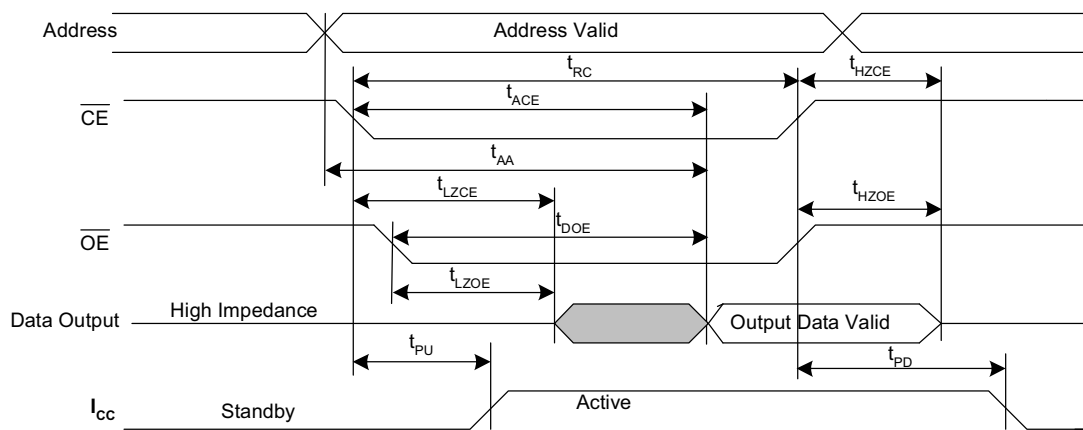 Address
Address Valid
tRC
tHZCE
tACE
CE
tAA
tLZCE
tHZOE
tDOE
OE
tLZOE
High Impedance
Data Output
Output Data Valid
tPU
tPD
ICC
Standby
Active